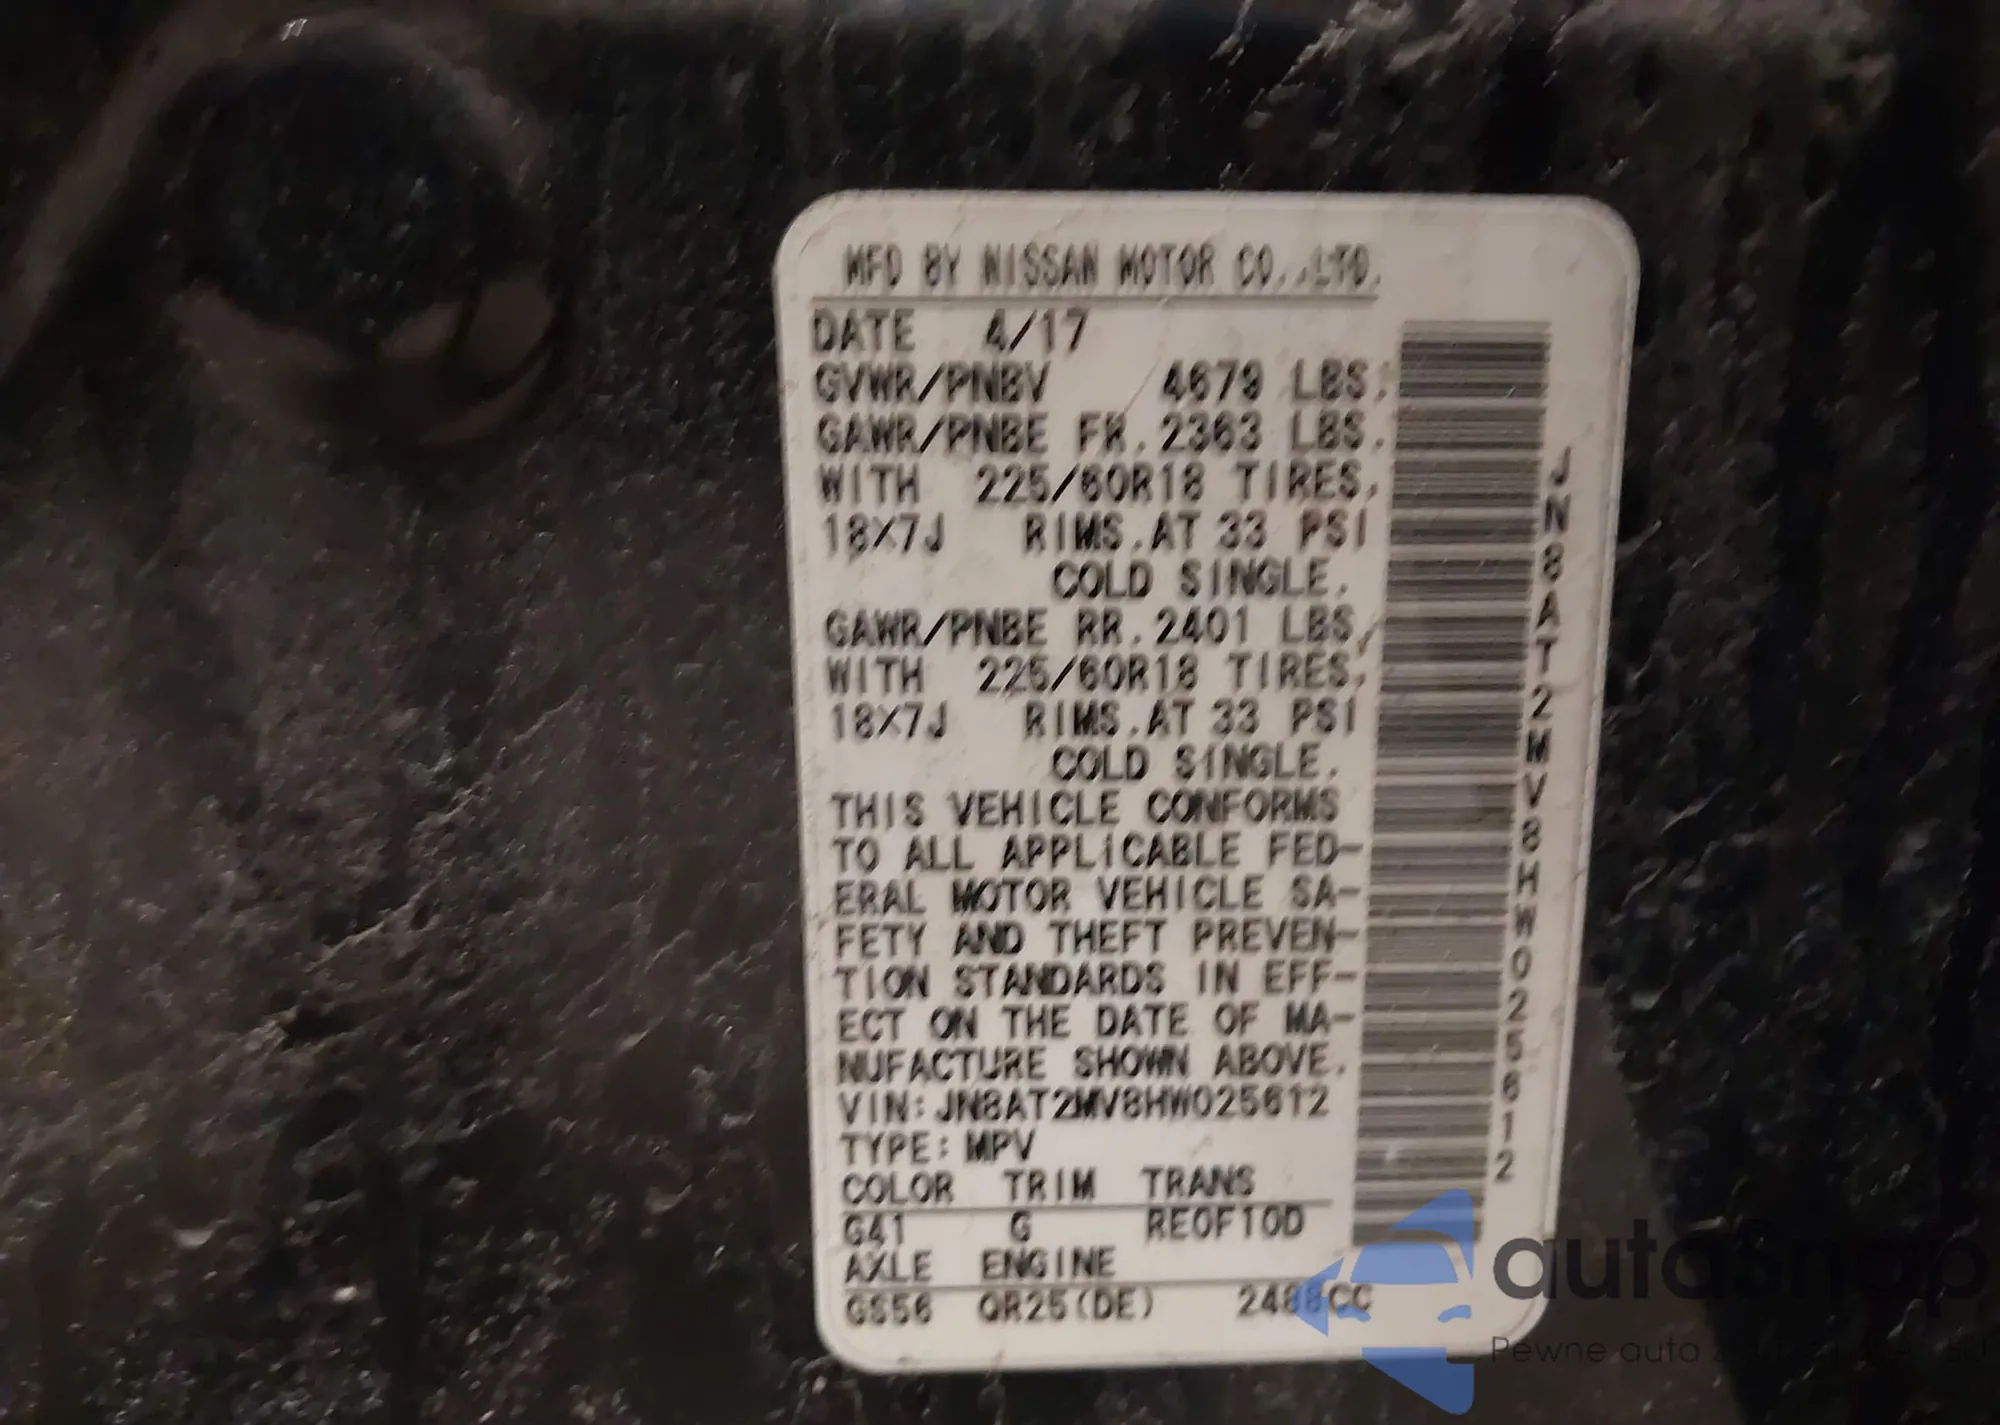 MFD BY NISSAN MOTOR CO.,LTD.
DATE 4/17
GVWR/PNBV 4679 LBS.
GAWR/PNBE FR. 2363 LBS.
WITH 225/60R18 TIRES,
18X7J RIMS.AT 33 PSI
COLD SINGLE.
GAWR/PNBE RR. 2401 LBS.
WITH 225/60R18 TIRES,
18X7J RIMS.AT 33 PSI
COLD SINGLE.
THIS VEHICLE CONFORMS
TO ALL APPLICABLE FED-
ERAL MOTOR VEHICLE SA-
FETY AND THEFT PREVEN-
TION STANDARDS IN EFF-
ECT ON THE DATE OF MA-
NUFACTURE SHOWN ABOVE.
VIN:JN8AT2MV8HW025612
TYPE:MPV
COLOR TRIM TRANS
G41 G RE0F10D
AXLE ENGINE
GS56 QR25(DE) 2488CC
JN8AT2MV8HW025612
autosnap
Pewne auta z